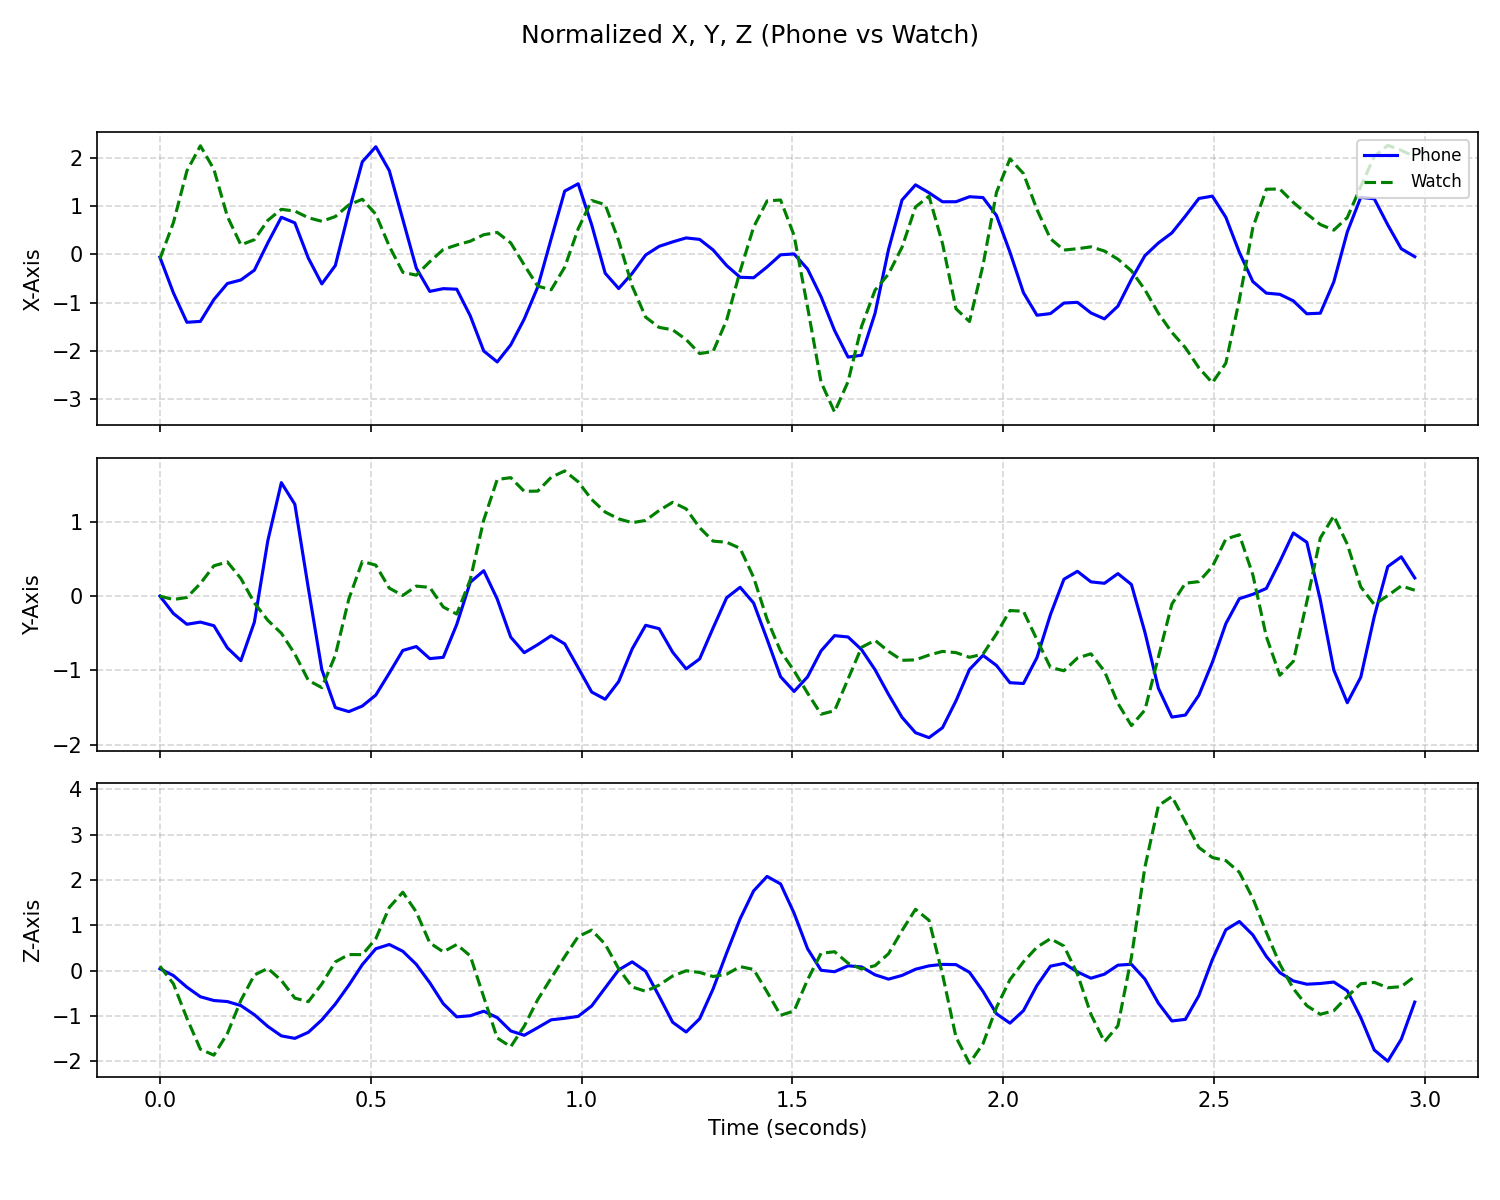 Normalized X, Y, Z (Phone vs Watch)
2
1
0
−1
−2
−3
X-Axis
Phone
Watch
1
0
−1
−2
Y-Axis
4
3
2
1
0
−1
−2
Z-Axis
0.0 0.5 1.0 1.5 2.0 2.5 3.0
Time (seconds)